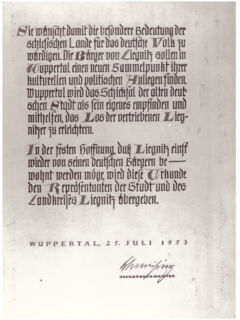 Sie wünscht damit die besondere Bedeutung der
schlesischen Lande für das deutsche Volk zu
würdigen. Die Bürger von Liegnitz sollen in
Wuppertal einen neuen Sammelpunkt ihrer
kulturellen und politischen Anliegen finden.
Wuppertal wird das Schicksal der alten deut
schen Stadt als sein eigenes empfinden und
mithelfen, das Los der vertriebenen Lieg-
nitzer zu erleichtern.
In der festen Hoffnung, daß Liegnitz einst
wieder von seinen deutschen Bürgern be-
wohnt werden möge, wird diese Urkunde
den Repräsentanten der Stadt und des
Landkreises Liegnitz übergeben.
WUPPERTAL, 25. JULI 1953
OBERBÜRGERMEISTER